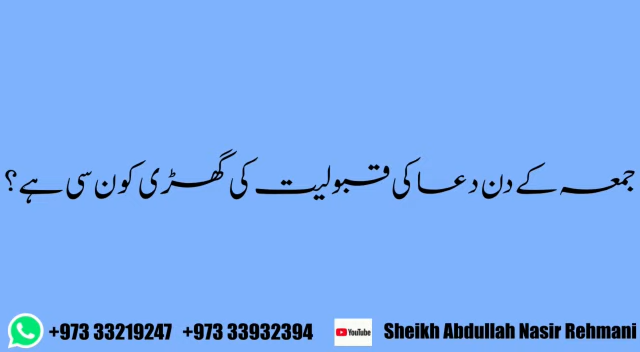 جمعہ کے دن دعا کی قبولیت کی گھڑی کون سی ہے؟
+973 33219247 +973 33932394 YouTube Sheikh Abdullah Nasir Rehmani